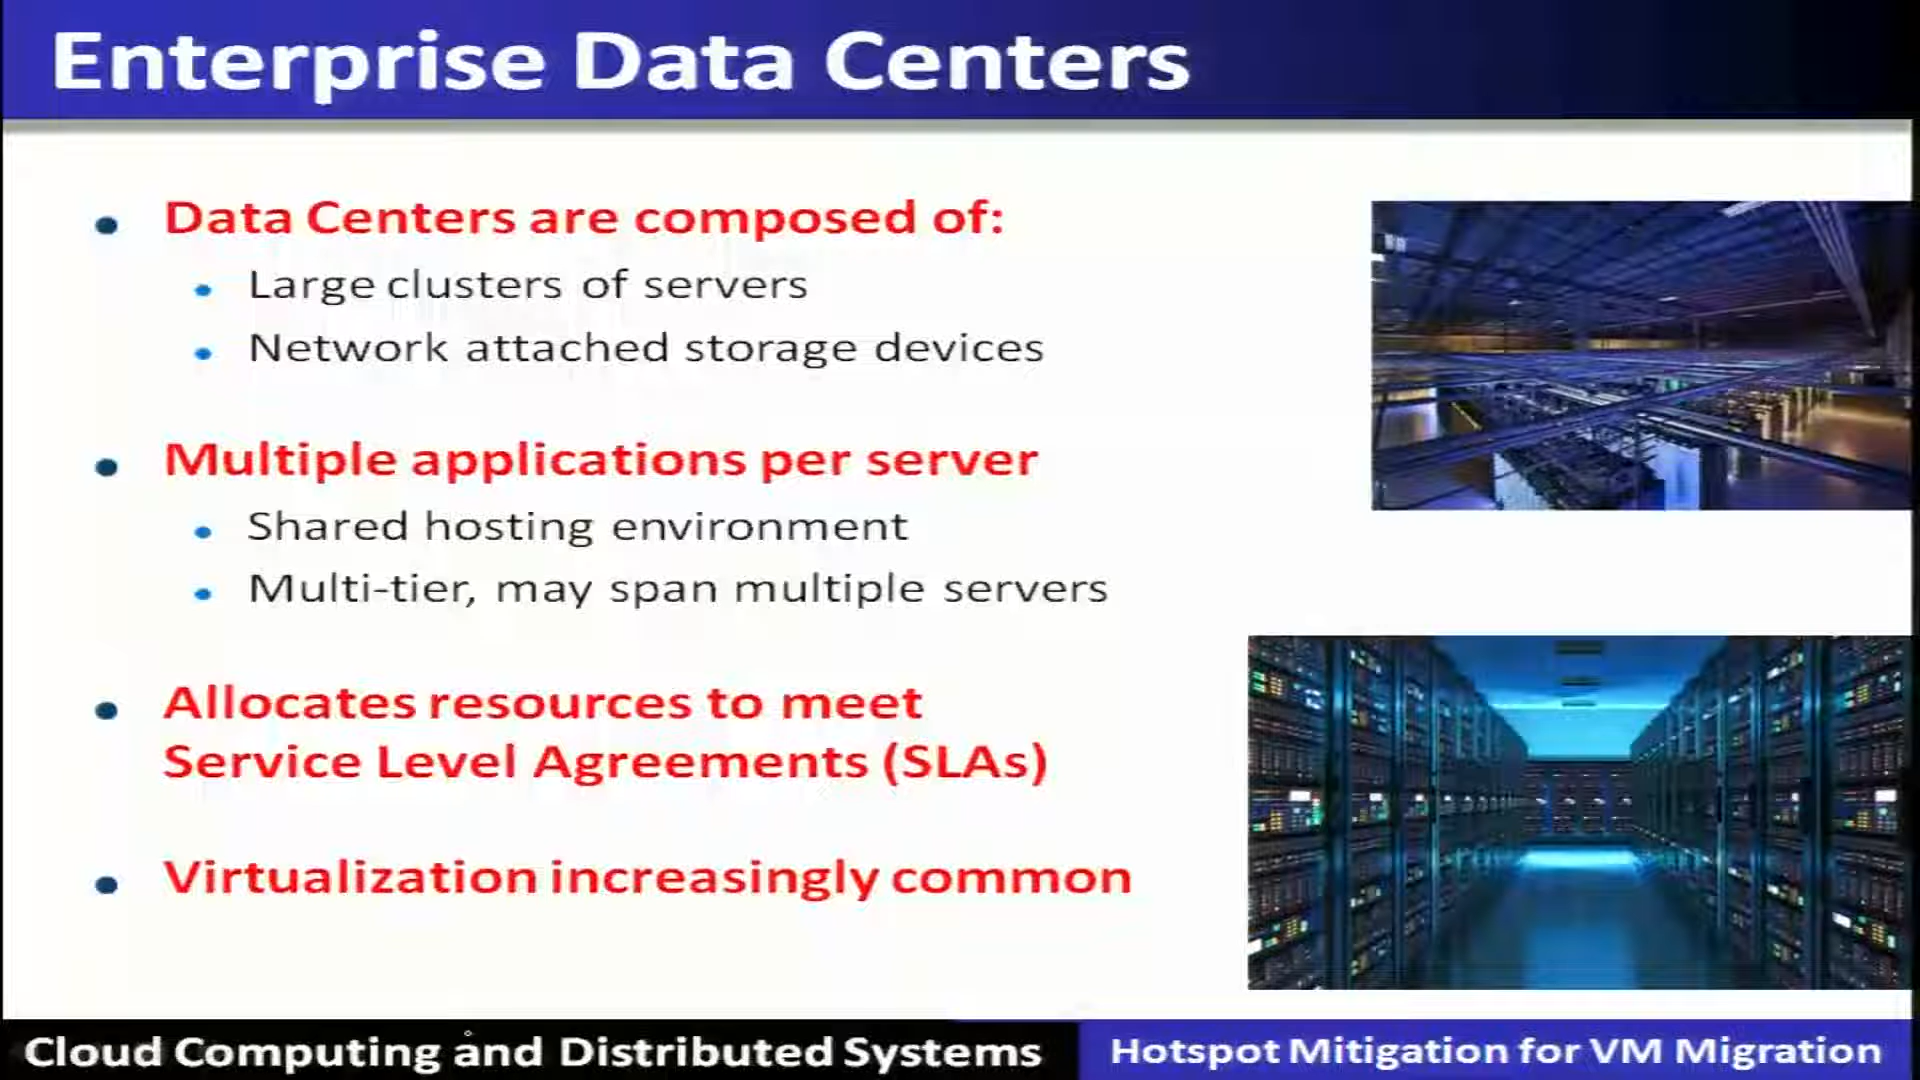 Enterprise Data Centers
Data Centers are composed of:
Large clusters of servers
Network attached storage devices
Multiple applications per server
Shared hosting environment
Multi-tier, may span multiple servers
Allocates resources to meet
Service Level Agreements (SLAs)
Virtualization increasingly common
Cloud Computing and Distributed Systems
Hotspot Mitigation for VM Migration